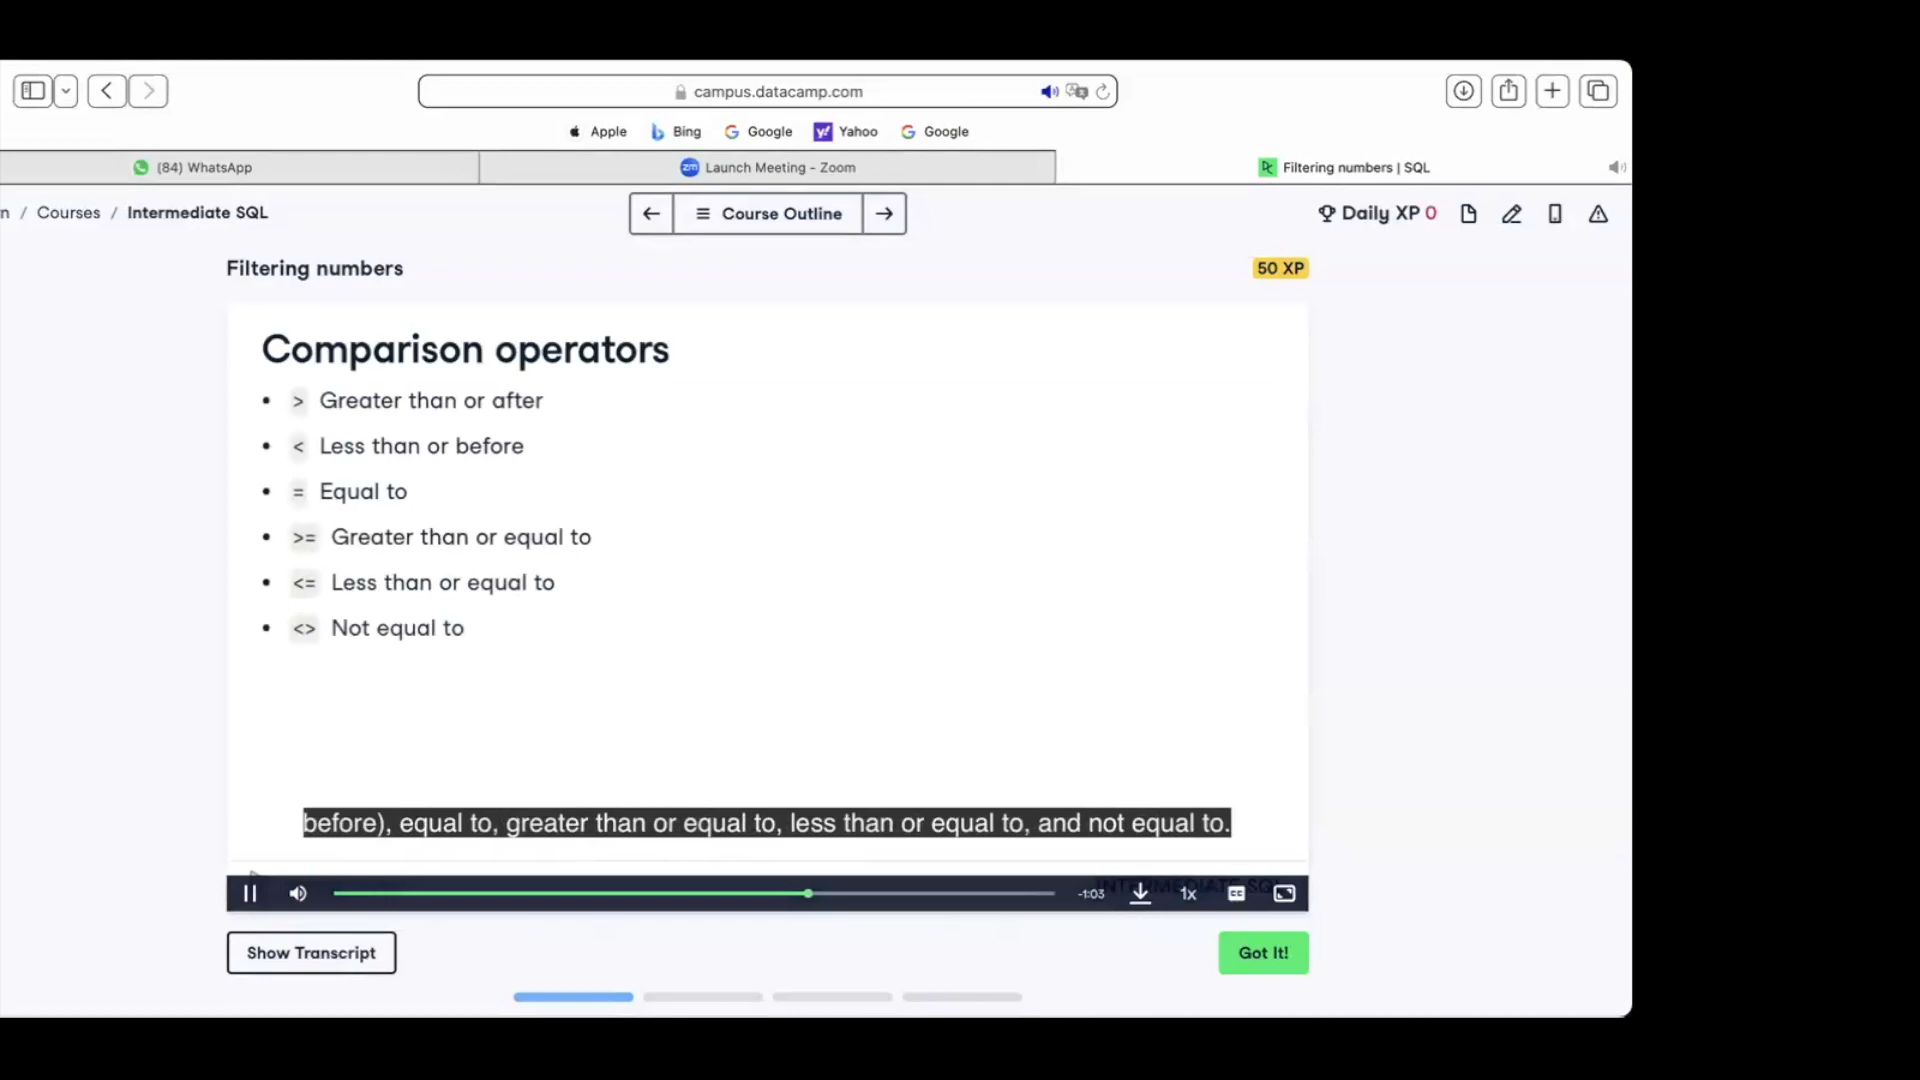 campus.datacamp.com
Apple Bing Google Yahoo Google
(84) WhatsApp Launch Meeting - Zoom Filtering numbers | SQL
n / Courses / Intermediate SQL Course Outline Daily XP 0
Filtering numbers 50 XP
Comparison operators
• > Greater than or after
• < Less than or before
• = Equal to
• >= Greater than or equal to
• <= Less than or equal to
• <> Not equal to
before), equal to, greater than or equal to, less than or equal to, and not equal to.
INTERMEDIATE SQL
-1:03 1x CC
Show Transcript Got It!